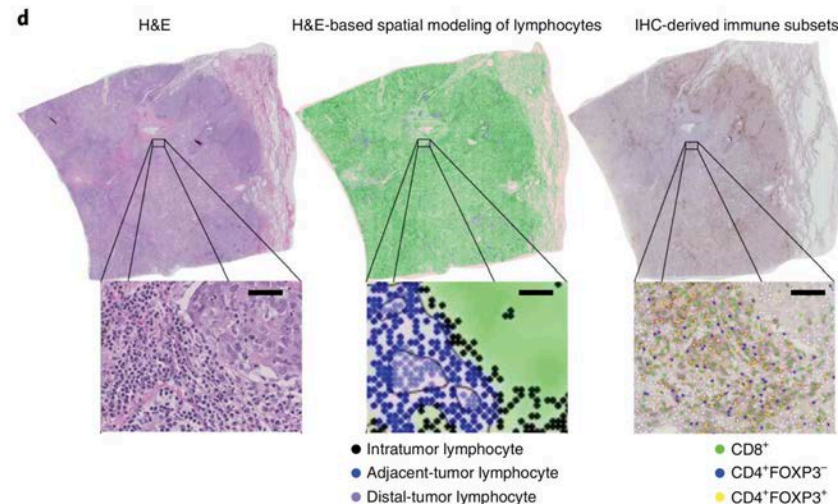 d
H&E
H&E-based spatial modeling of lymphocytes
IHC-derived immune subsets
Intratumor lymphocyte
Adjacent-tumor lymphocyte
Distal-tumor lymphocyte
CD8⁺
CD4⁺FOXP3⁻
CD4⁺FOXP3⁺